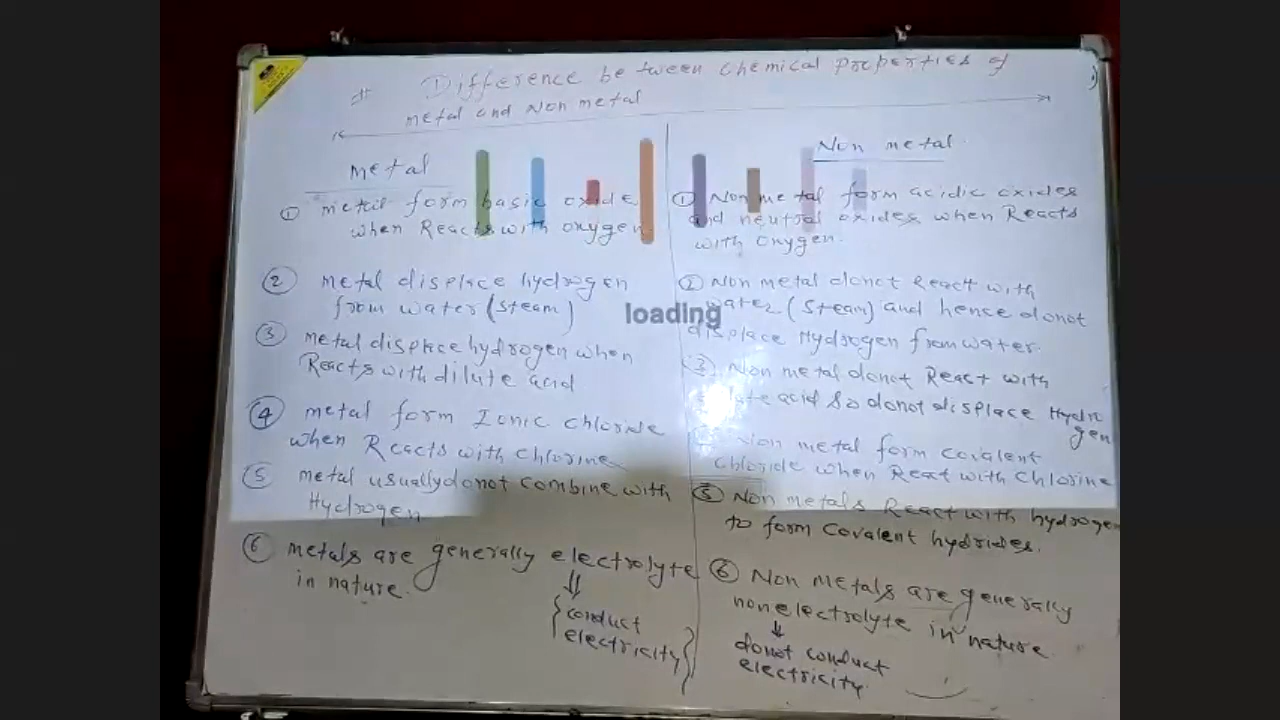 # Difference between chemical properties of
metal and Non metal
Metal
① metal form basic oxide
when Reacts with oxygen
② metal displace hydrogen
from water (steam)
③ metal displace hydrogen when
Reacts with dilute acid
④ metal form Ionic chloride
when Reacts with chlorine
⑤ metal usually donot combine with
Hydrogen
⑥ metals are generally electrolyte
in nature.
⇓
{conduct
electricity}
Non metal
① Non metal form acidic oxides
and neutral oxides when Reacts
with Oxygen.
② Non metal donot React with
water (steam) and hence donot
displace Hydrogen from water.
③ Non metal donot React with
acid so donot displace Hydro
gen
Non metal form covalent
chloride when React with chlorine
⑤ Non metals React with hydrogen
to form covalent hydrides.
⑥ Non Metals are generally
nonelectrolyte in nature
↓
donot conduct
electricity.
loading